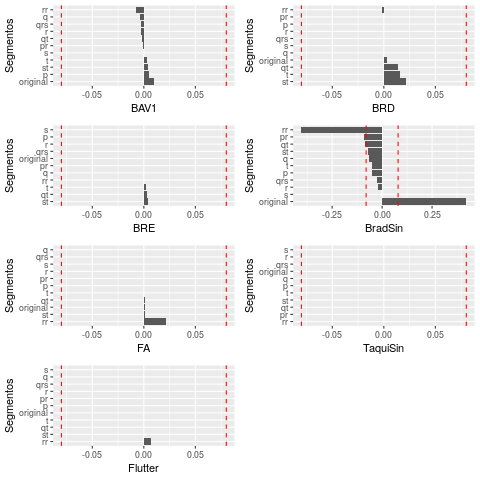 Segmentos
rr
q
qrs
r
qt
pr
s
t
st
p
original
-0.05
0.00
0.05
BAV1
Segmentos
rr
pr
r
qrs
s
q
original
t
qt
p
st
-0.05
0.00
0.05
BRD
Segmentos
s
r
qrs
original
pr
p
q
rr
t
qt
st
-0.05
0.00
0.05
BRE
Segmentos
rr
pr
qt
st
q
t
p
qrs
r
s
original
-0.25
0.00
0.25
BradSin
Segmentos
q
qrs
s
r
pr
p
t
qt
original
st
rr
-0.05
0.00
0.05
FA
Segmentos
s
r
qrs
original
q
p
t
qt
pr
st
rr
-0.05
0.00
0.05
TaquiSin
Segmentos
s
q
qrs
r
pr
p
original
t
qt
st
rr
-0.05
0.00
0.05
Flutter